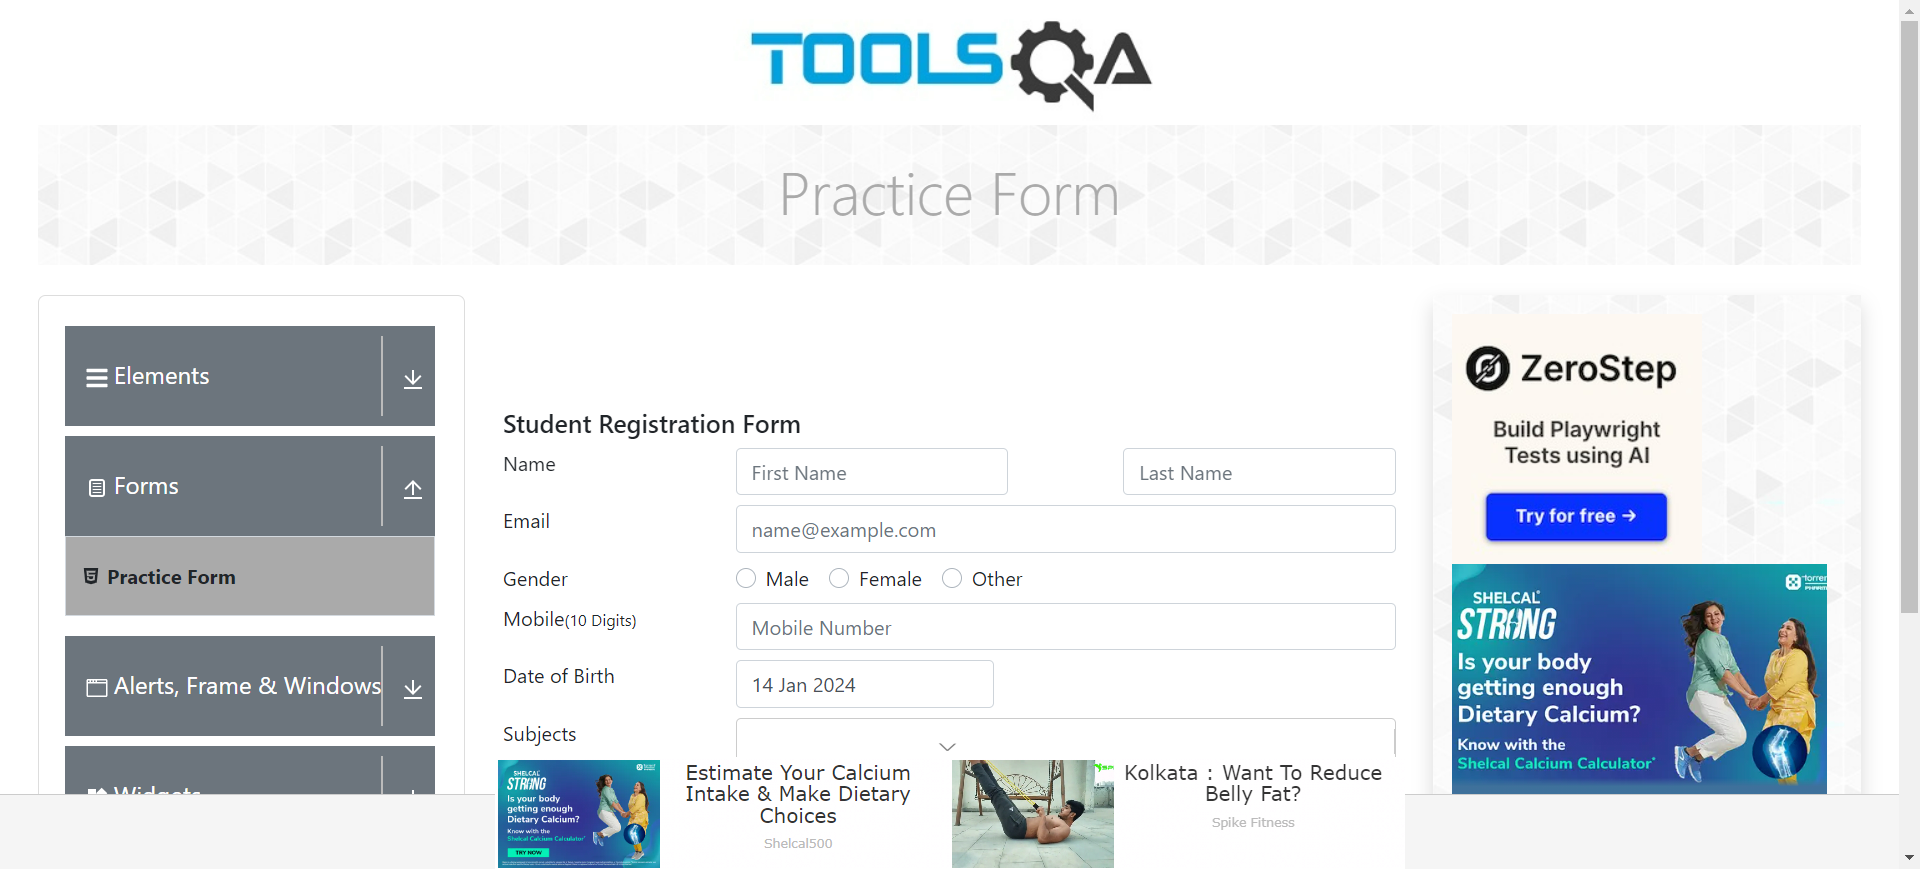 TOOLSQA
Practice Form
Elements
Forms
Practice Form
Alerts, Frame & Windows
Widgets
Student Registration Form
Name
First Name
Last Name
Email
name@example.com
Gender
Male
Female
Other
Mobile(10 Digits)
Mobile Number
Date of Birth
14 Jan 2024
Subjects
ZeroStep
Build Playwright
Tests using AI
Try for free →
SHELCAL
STRONG
Is your body
getting enough
Dietary Calcium?
Know with the
Shelcal Calcium Calculator*
SHELCAL
STRONG
Is your body
getting enough
Dietary Calcium?
Know with the
Shelcal Calcium Calculator*
TRY NOW
Estimate Your Calcium
Intake & Make Dietary
Choices
Shelcal500
Kolkata : Want To Reduce
Belly Fat?
Spike Fitness